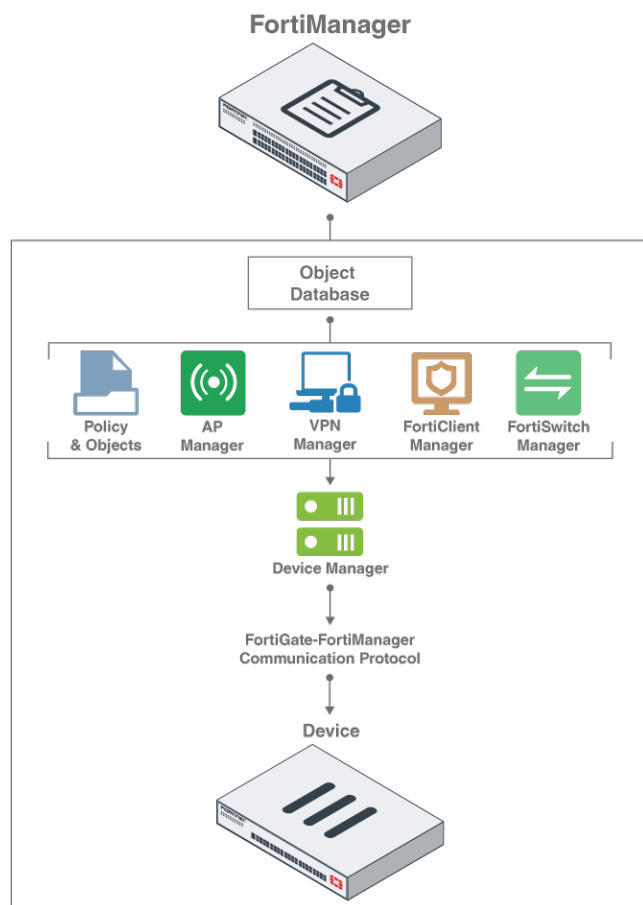 FortiManager
Object
Database
Policy
& Objects
AP
Manager
VPN
Manager
FortiClient
Manager
FortiSwitch
Manager
Device Manager
FortiGate-FortiManager
Communication Protocol
Device